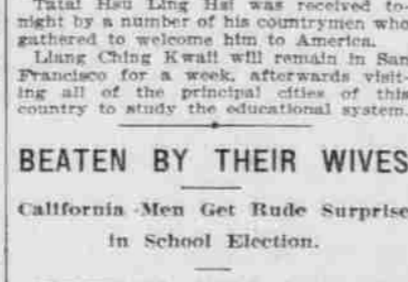 Tatai Hsu Ling Hsi was received to-
night by a number of his countrymen who
gathered to welcome him to America.
Liang Ching Kwaii will remain in San
Francisco for a week, afterwards visit-
ing all of the principal cities of this
country to study the educational system.
BEATEN BY THEIR WIVES
California Men Get Rude Surprise
in School Election.